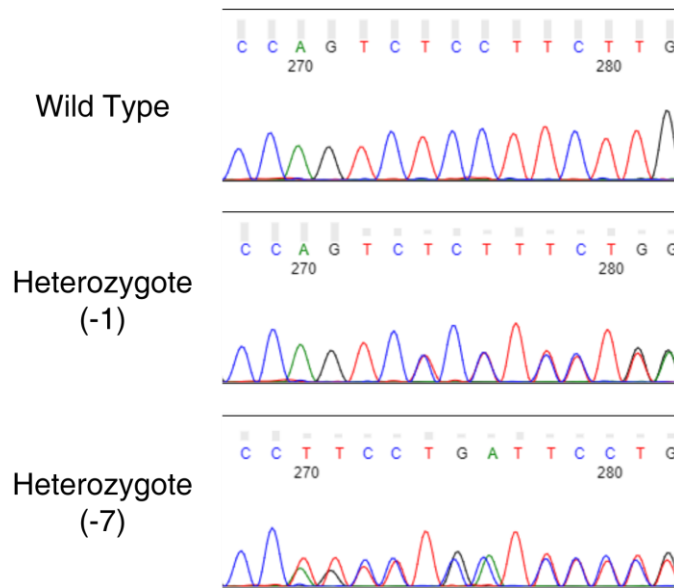 C C A G T C T C C T T C T T G
270 280
Wild Type
C C A G T C T C T T T C T G G
270 280
Heterozygote
(-1)
C C T T C C T G A T T C C T G
270 280
Heterozygote
(-7)